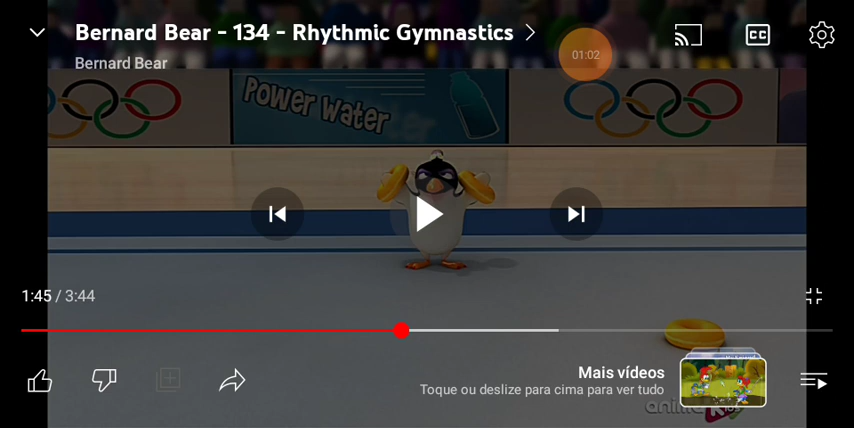 Bernard Bear - 134 - Rhythmic Gymnastics
Bernard Bear
01:02
CC
Power Water
1:45 / 3:44
Mais vídeos
Toque ou deslize para cima para ver tudo